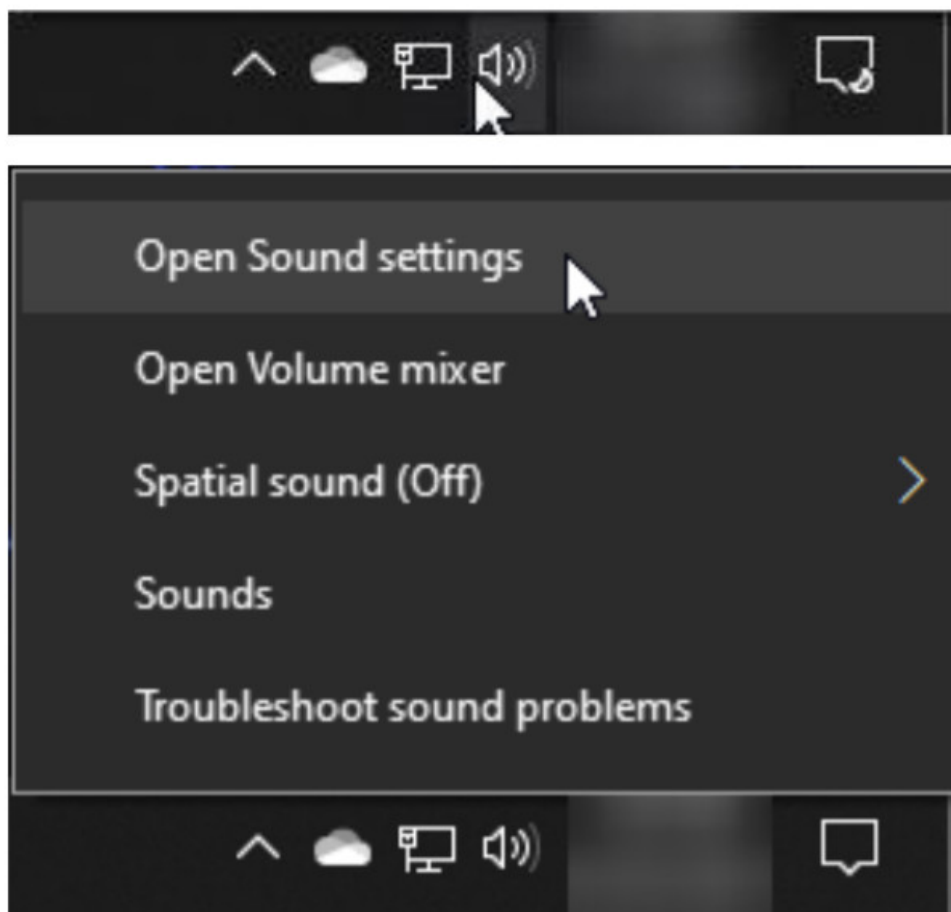 Open Sound settings
Open Volume mixer
Spatial sound (Off)
Sounds
Troubleshoot sound problems